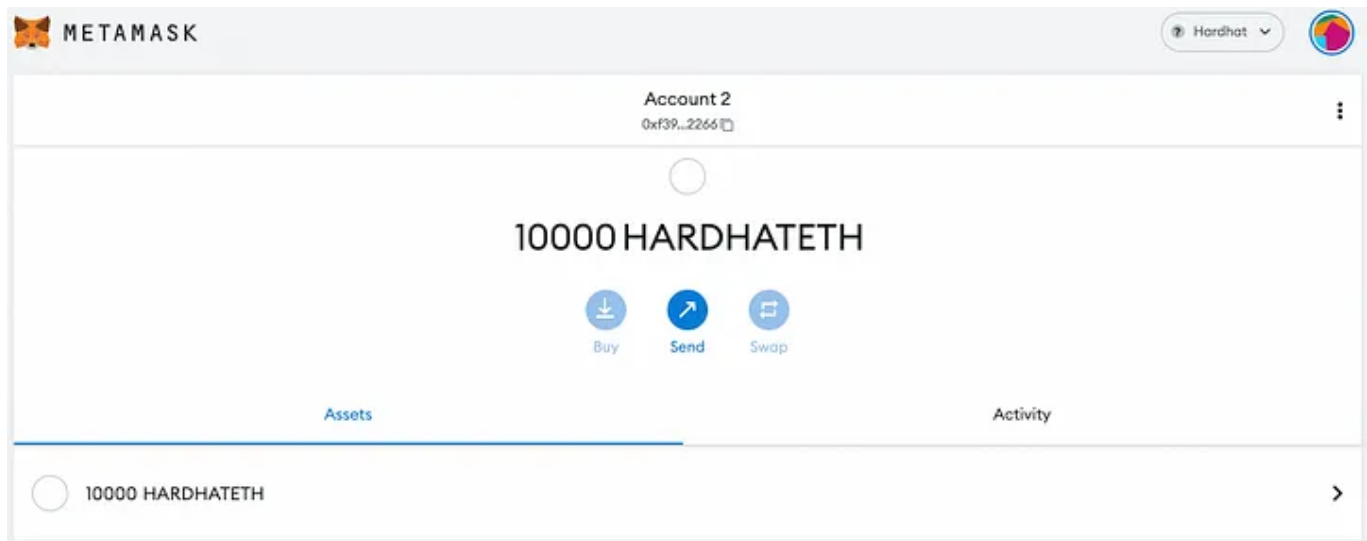 METAMASK
Hardhat
Account 2
0xf39...2266
10000 HARDHATETH
Buy Send Swap
Assets Activity
10000 HARDHATETH